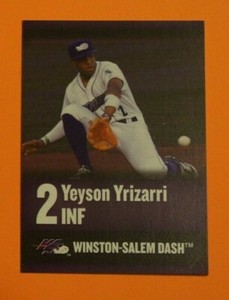 2 Yeyson Yrizarri
INF
WINSTON-SALEM DASH™